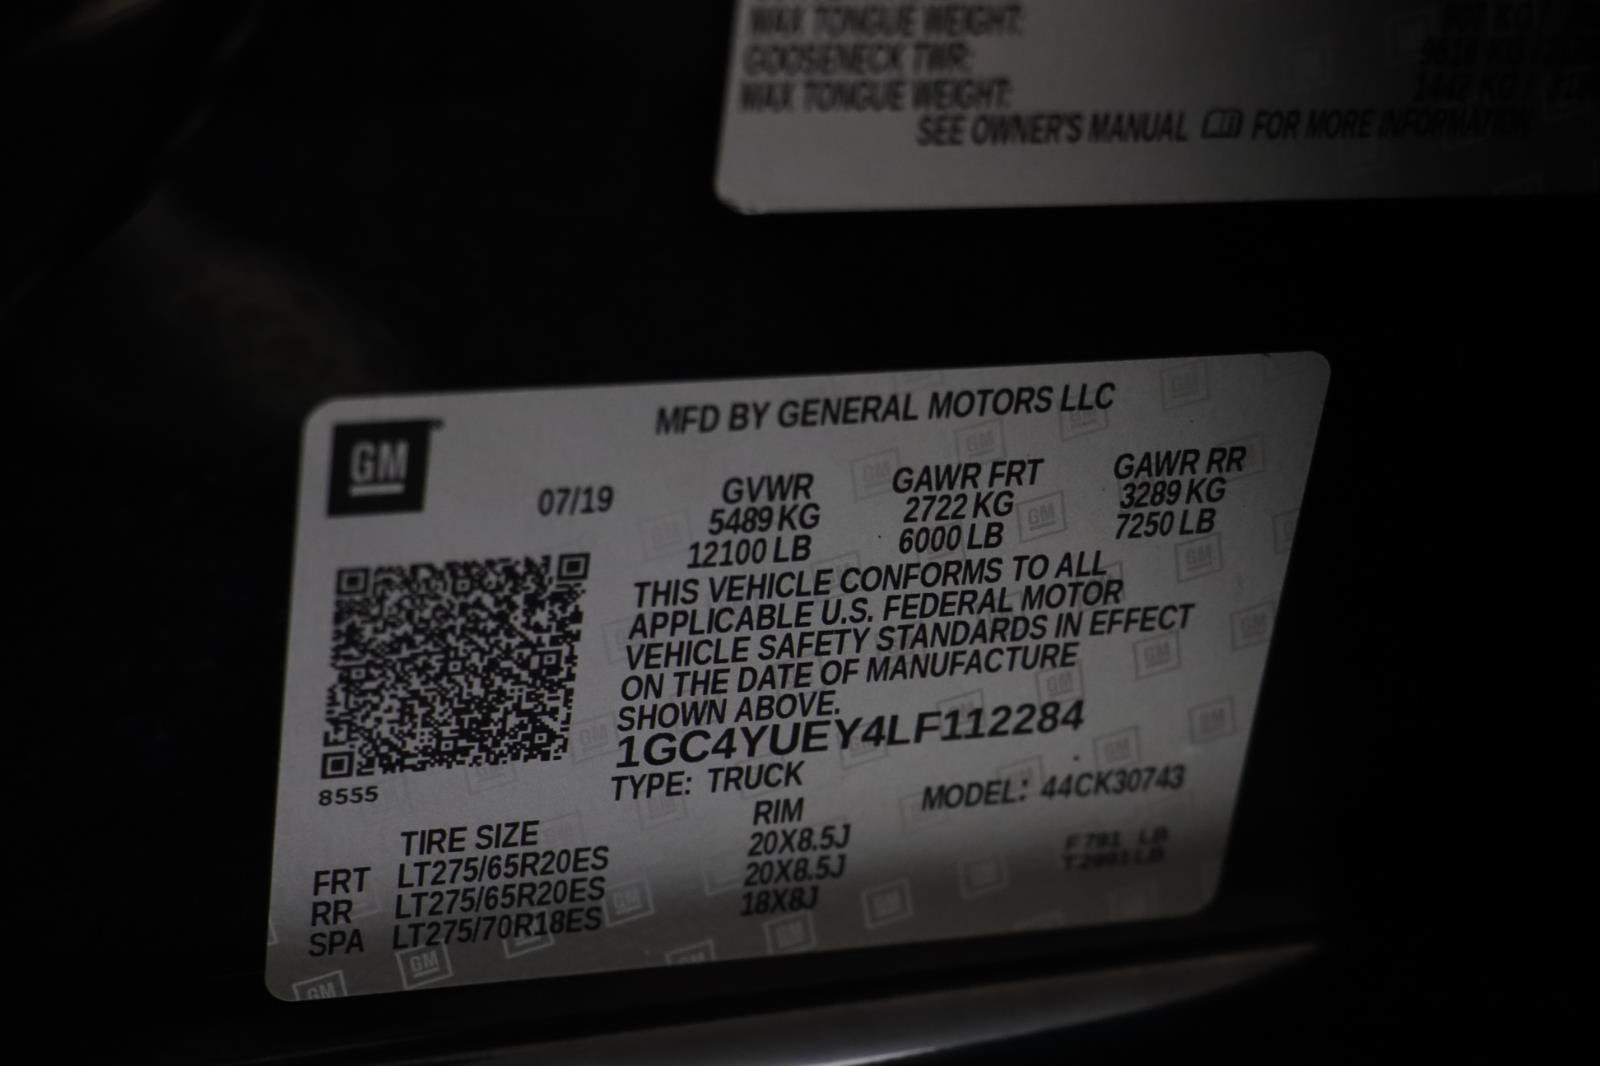 MAX TONGUE WEIGHT:
GOOSENECK TWR:
MAX TONGUE WEIGHT:
SEE OWNER'S MANUAL FOR MORE INFORMATION
GM
MFD BY GENERAL MOTORS LLC
07/19 GVWR GAWR FRT GAWR RR
5489 KG 2722 KG 3289 KG
12100 LB 6000 LB 7250 LB
THIS VEHICLE CONFORMS TO ALL
APPLICABLE U.S. FEDERAL MOTOR
VEHICLE SAFETY STANDARDS IN EFFECT
ON THE DATE OF MANUFACTURE
SHOWN ABOVE.
1GC4YUEY4LF112284
8555
TYPE: TRUCK MODEL: 44CK30743
TIRE SIZE RIM
FRT LT275/65R20ES 20X8.5J
RR LT275/65R20ES 20X8.5J
SPA LT275/70R18ES 18X8J